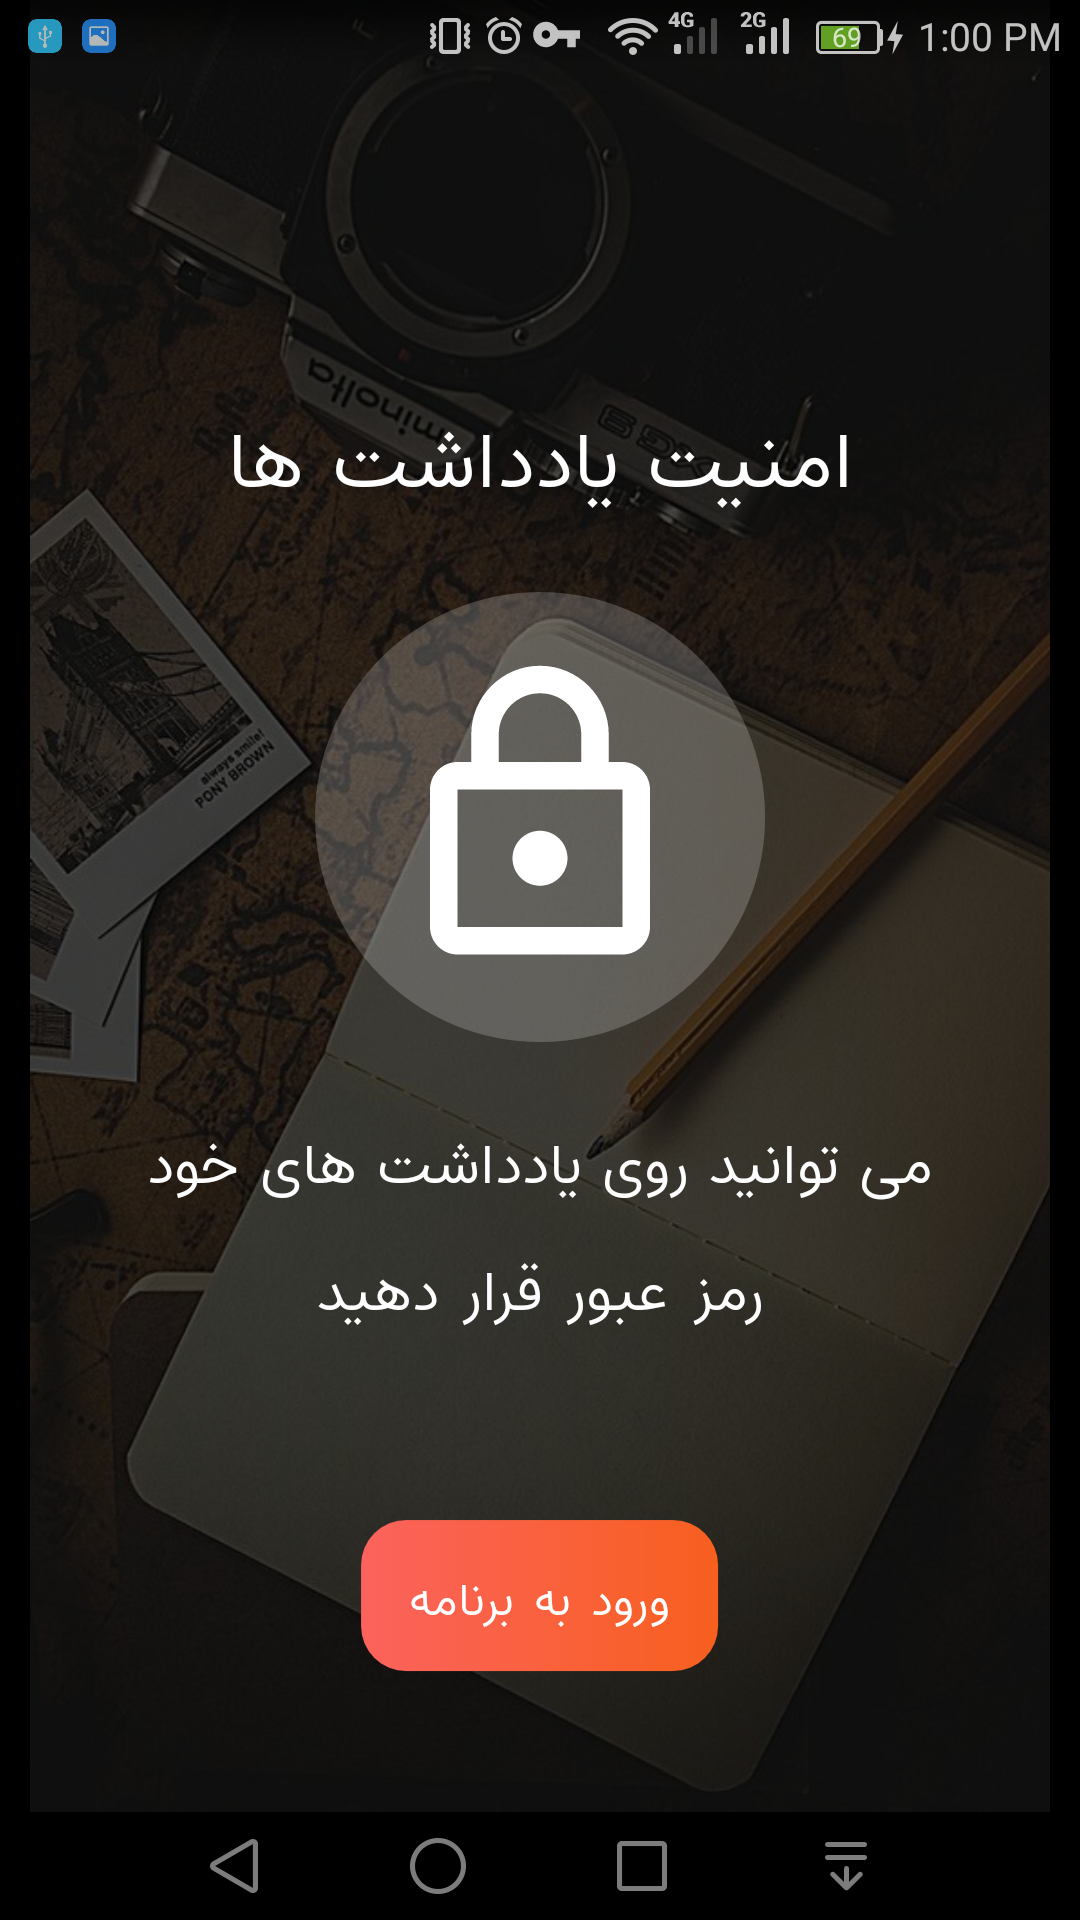 4G 2G 69 1:00 PM
minolta
امنیت یادداشت ها
always smile!
PONY BROWN
می توانید روی یادداشت های خود
رمز عبور قرار دهید
ورود به برنامه